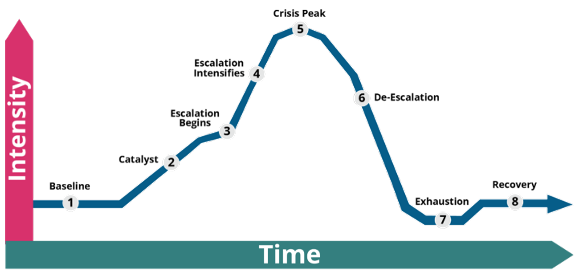 Crisis Peak
5
Escalation
Intensifies
4
6
De-Escalation
Escalation
Begins
3
Catalyst
2
Baseline
1
Exhaustion
7
Recovery
8
Intensity
Time